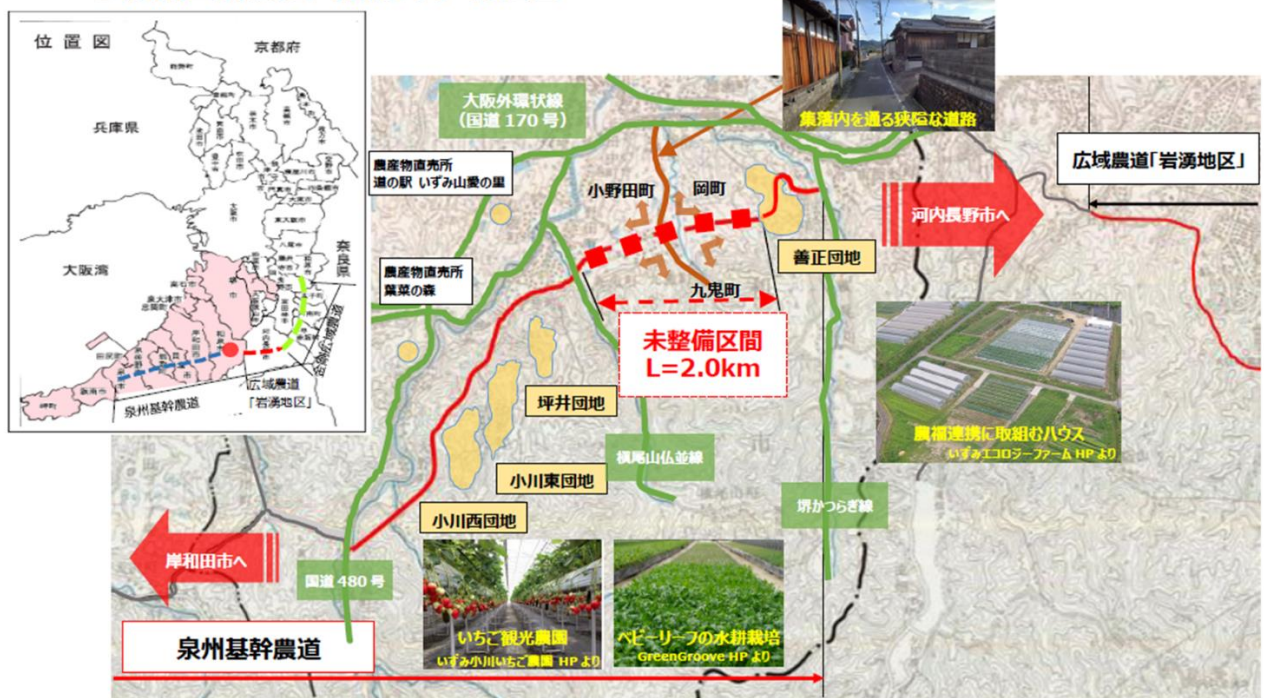 位置図
京都府
兵庫県
大阪湾
奈良県
金剛広域農道
広域農道
「岩湧地区」
泉州基幹農道
大阪外環状線
（国道170号）
集落内を通る狭隘な道路
広域農道「岩湧地区」
農産物直売所
道の駅 いずみ山愛の里
小野田町
岡町
河内長野市へ
善正団地
農産物直売所
葉菜の森
九鬼町
未整備区間
L=2.0km
坪井団地
農福連携に取組むハウス
いずみエコロジーファーム HP より
槇尾山仏並線
小川東団地
堺かつらぎ線
小川西団地
岸和田市へ
国道 480 号
いちご観光農園
いずみ小川いちご農園 HP より
ベビーリーフの水耕栽培
GreenGroove HP より
泉州基幹農道